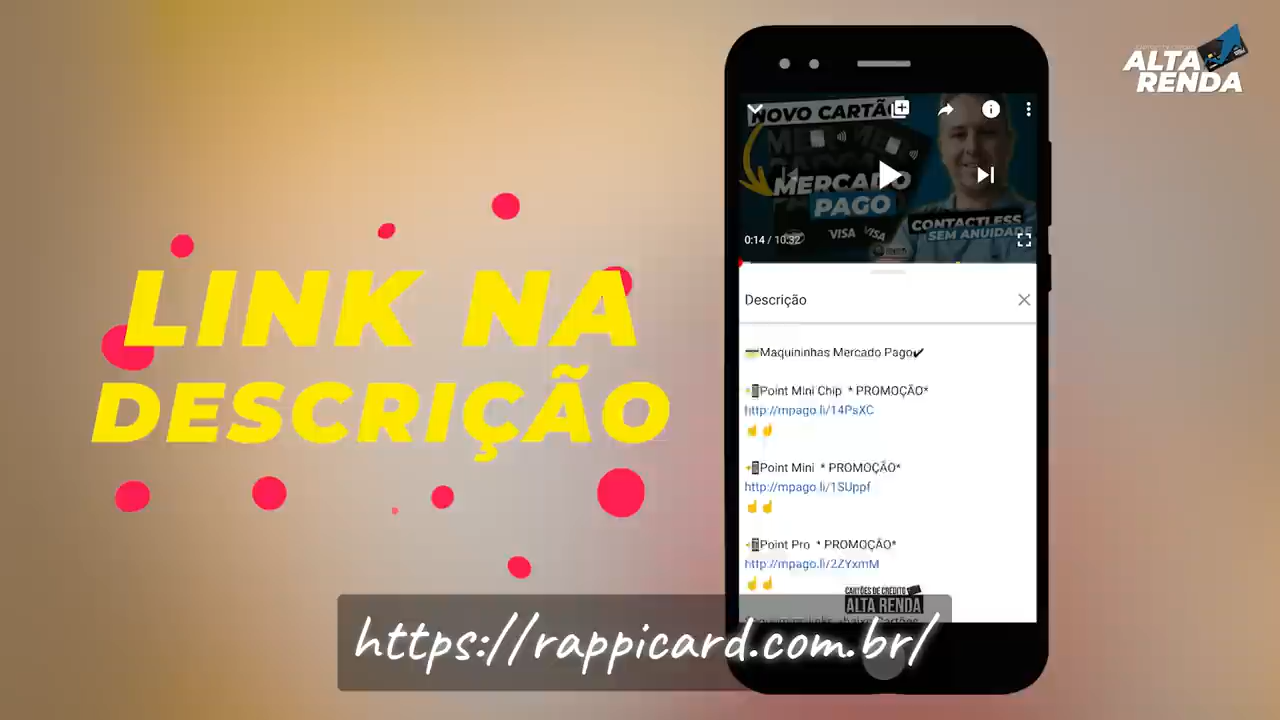 ALTA
RENDA
NOVO CARTÃO
MERCADO
PAGO
CONTACTLESS
SEM ANUIDADE
VISA VISA
0:14 / 10:32
Descrição
Maquininhas Mercado Pago✔
Point Mini Chip *PROMOÇÃO*
http://mpago.li/14PsXC
Point Mini *PROMOÇÃO*
http://mpago.li/1SUppf
Point Pro *PROMOÇÃO*
http://mpago.li/2ZYxmM
CARTÕES DE CRÉDITO
ALTA RENDA
LINK NA
DESCRIÇÃO
https://rappicard.com.br/